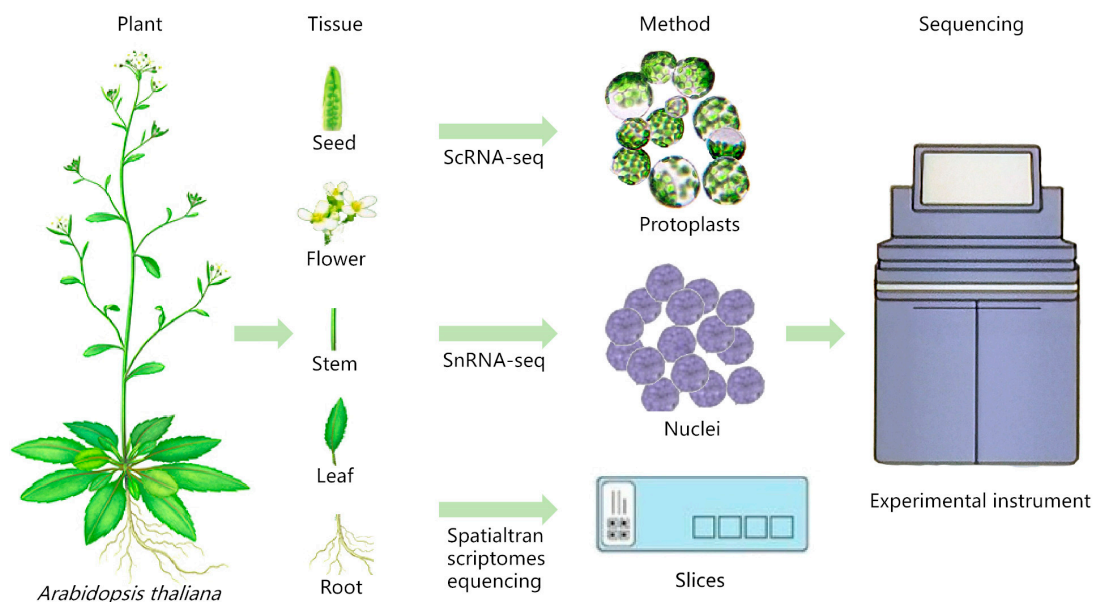 Plant
Tissue
Method
Sequencing
Seed
ScRNA-seq
Protoplasts
Flower
Stem
SnRNA-seq
Nuclei
Leaf
Experimental instrument
Spatialtran
scriptomes
equencing
Root
Slices
Arabidopsis thaliana